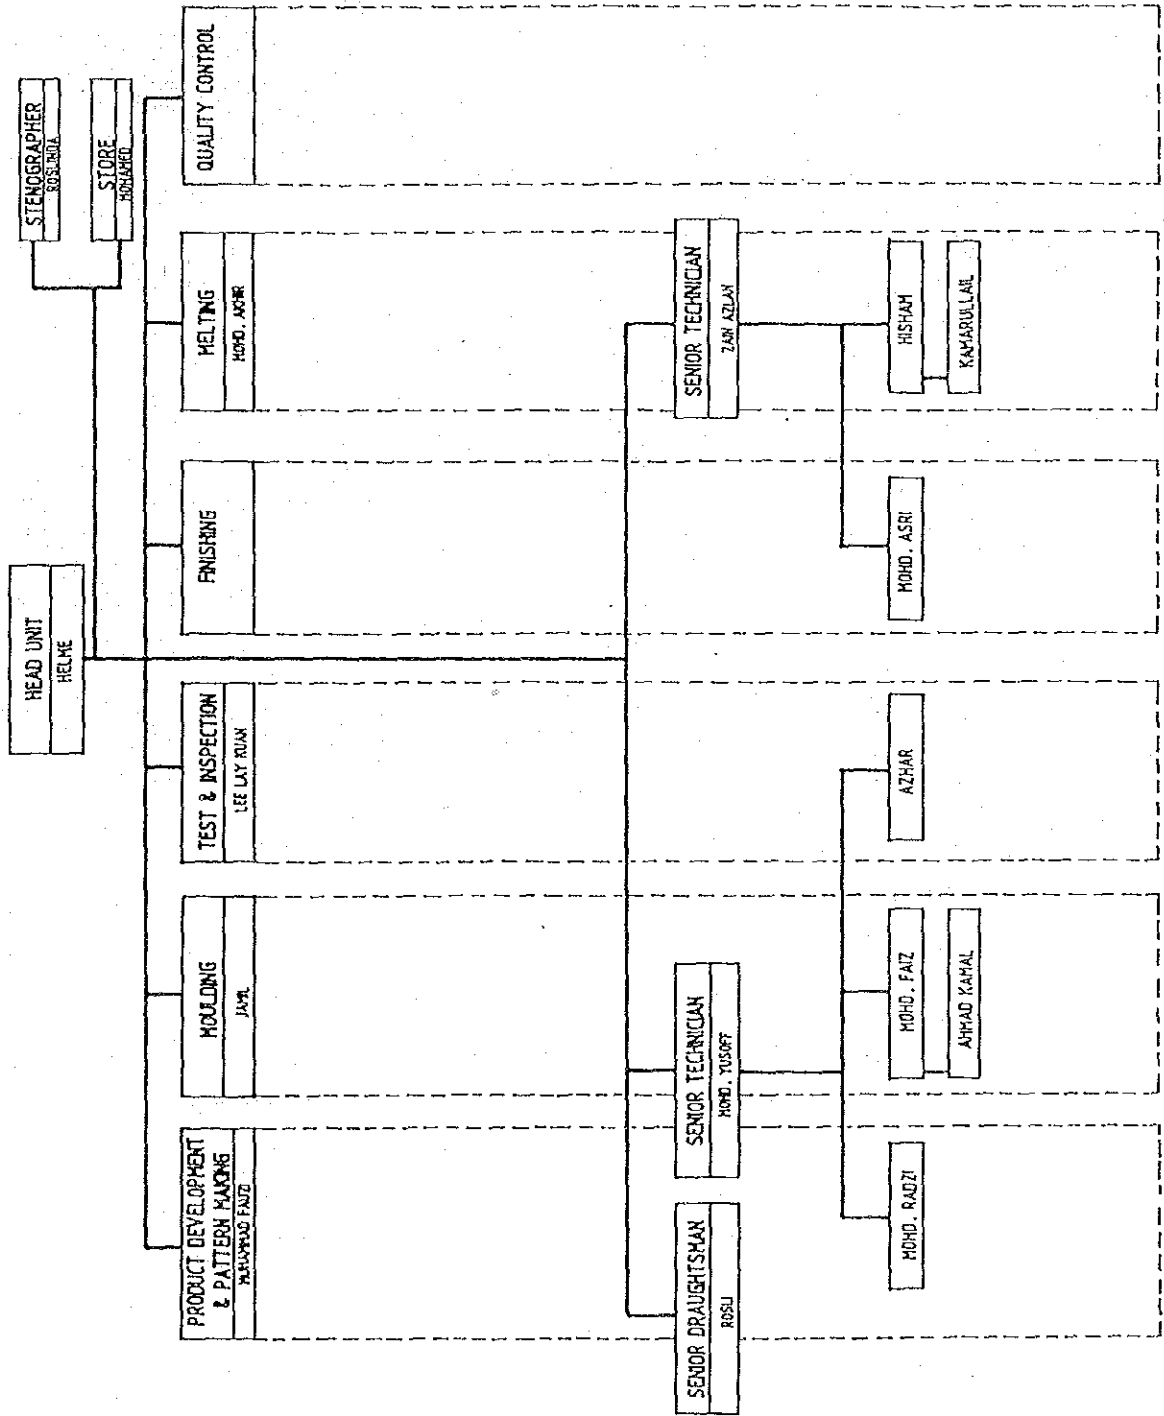 HEAD UNIT
HELME
STENOGRAPHER
ROSLINDA
STORE
MOHAMED
PRODUCT DEVELOPMENT
& PATTERN MAKING
MUHAMMAD FAUZI
MOULDING
JAMIL
TEST & INSPECTION
LEE LAY KUAN
FINISHING
MELTING
MOHD. AKHIR
QUALITY CONTROL
SENIOR DRAUGHTSMAN
ROSLI
SENIOR TECHNICIAN
MOHD. YUSOFF
SENIOR TECHNICIAN
ZAIN AZLAN
MOHD. RADZI
MOHD. FAIZ
AHMAD KAMAL
AZHAR
MOHD. ASRI
HISHAM
KAMARULLAIL